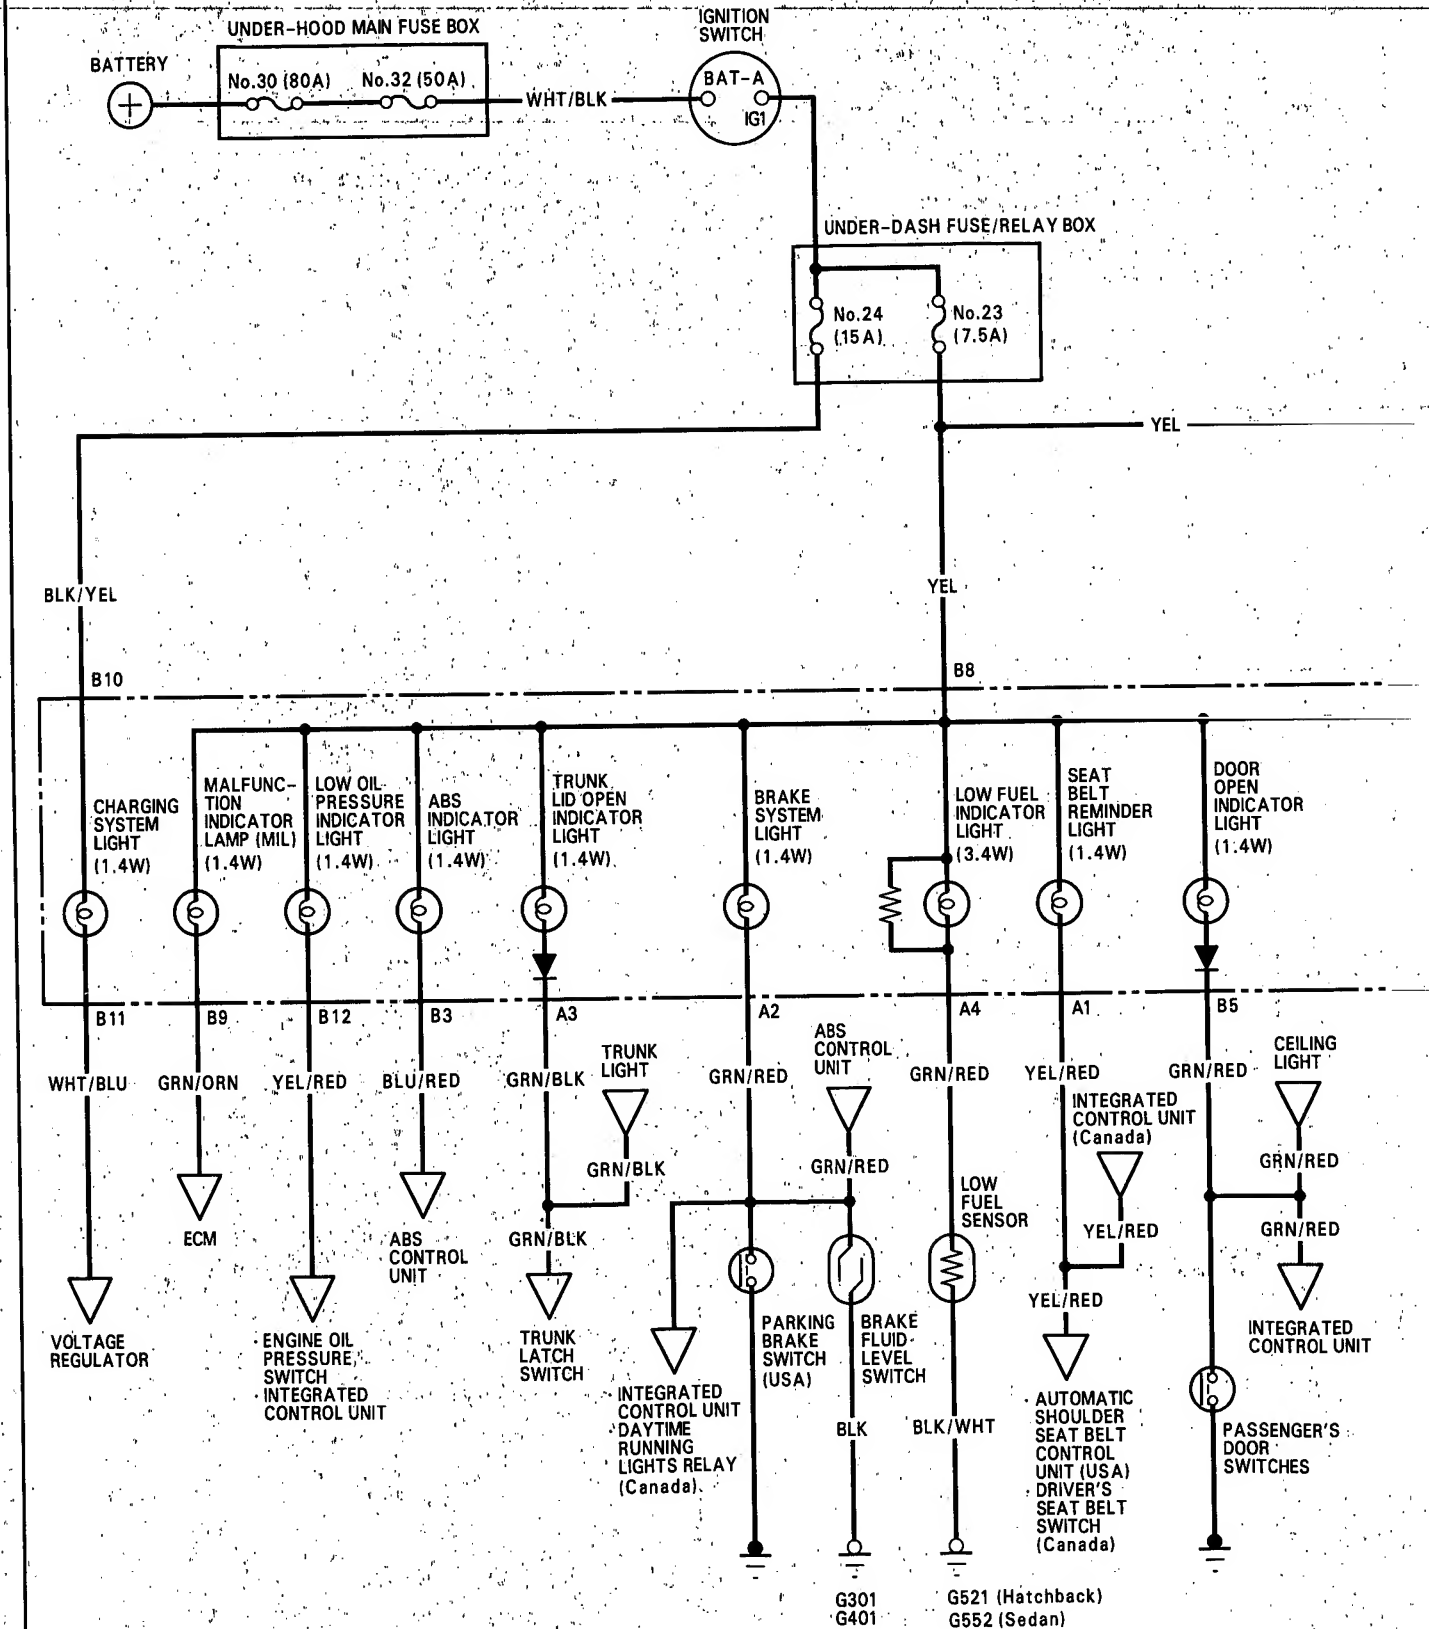 UNDER-HOOD MAIN FUSE BOX
IGNITION
SWITCH
BATTERY
No.30 (80A)
No.32 (50A)
WHT/BLK
BAT-A
IG1
UNDER-DASH FUSE/RELAY BOX
No.24
(15A)
No.23
(7.5A)
YEL
BLK/YEL
YEL
B10
B8
CHARGING
SYSTEM
LIGHT
(1.4W)
MALFUNC-
TION
INDICATOR
LAMP (MIL)
(1.4W)
LOW OIL
PRESSURE
INDICATOR
LIGHT
(1.4W)
ABS
INDICATOR
LIGHT
(1.4W)
TRUNK
LID OPEN
INDICATOR
LIGHT
(1.4W)
BRAKE
SYSTEM
LIGHT
(1.4W)
LOW FUEL
INDICATOR
LIGHT
(3.4W)
SEAT
BELT
REMINDER
LIGHT
(1.4W)
DOOR
OPEN
INDICATOR
LIGHT
(1.4W)
B11
B9
B12
B3
A3
A2
A4
A1
B5
WHT/BLU
GRN/ORN
YEL/RED
BLU/RED
GRN/BLK
TRUNK
LIGHT
GRN/RED
ABS
CONTROL
UNIT
GRN/RED
YEL/RED
INTEGRATED
CONTROL UNIT
(Canada)
GRN/RED
CEILING
LIGHT
GRN/BLK
GRN/RED
LOW
FUEL
SENSOR
YEL/RED
GRN/RED
GRN/RED
ECM
ABS
CONTROL
UNIT
GRN/BLK
YEL/RED
VOLTAGE
REGULATOR
ENGINE OIL
PRESSURE
SWITCH
INTEGRATED
CONTROL UNIT
TRUNK
LATCH
SWITCH
INTEGRATED
CONTROL UNIT
DAYTIME
RUNNING
LIGHTS RELAY
(Canada)
PARKING
BRAKE
SWITCH
(USA)
BRAKE
FLUID
LEVEL
SWITCH
BLK
BLK/WHT
AUTOMATIC
SHOULDER
SEAT BELT
CONTROL
UNIT (USA)
DRIVER'S
SEAT BELT
SWITCH
(Canada)
INTEGRATED
CONTROL UNIT
PASSENGER'S
DOOR
SWITCHES
G301
G401
G521 (Hatchback)
G552 (Sedan)